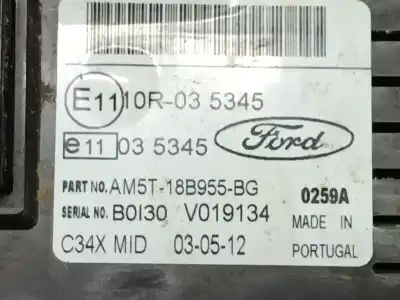 E11 10R-03 5345
e11 03 5345 Ford
PART NO. AM5T-18B955-BG 0259A
SERIAL NO. B0I30 V019134 MADE IN
C34X MID 03-05-12 PORTUGAL